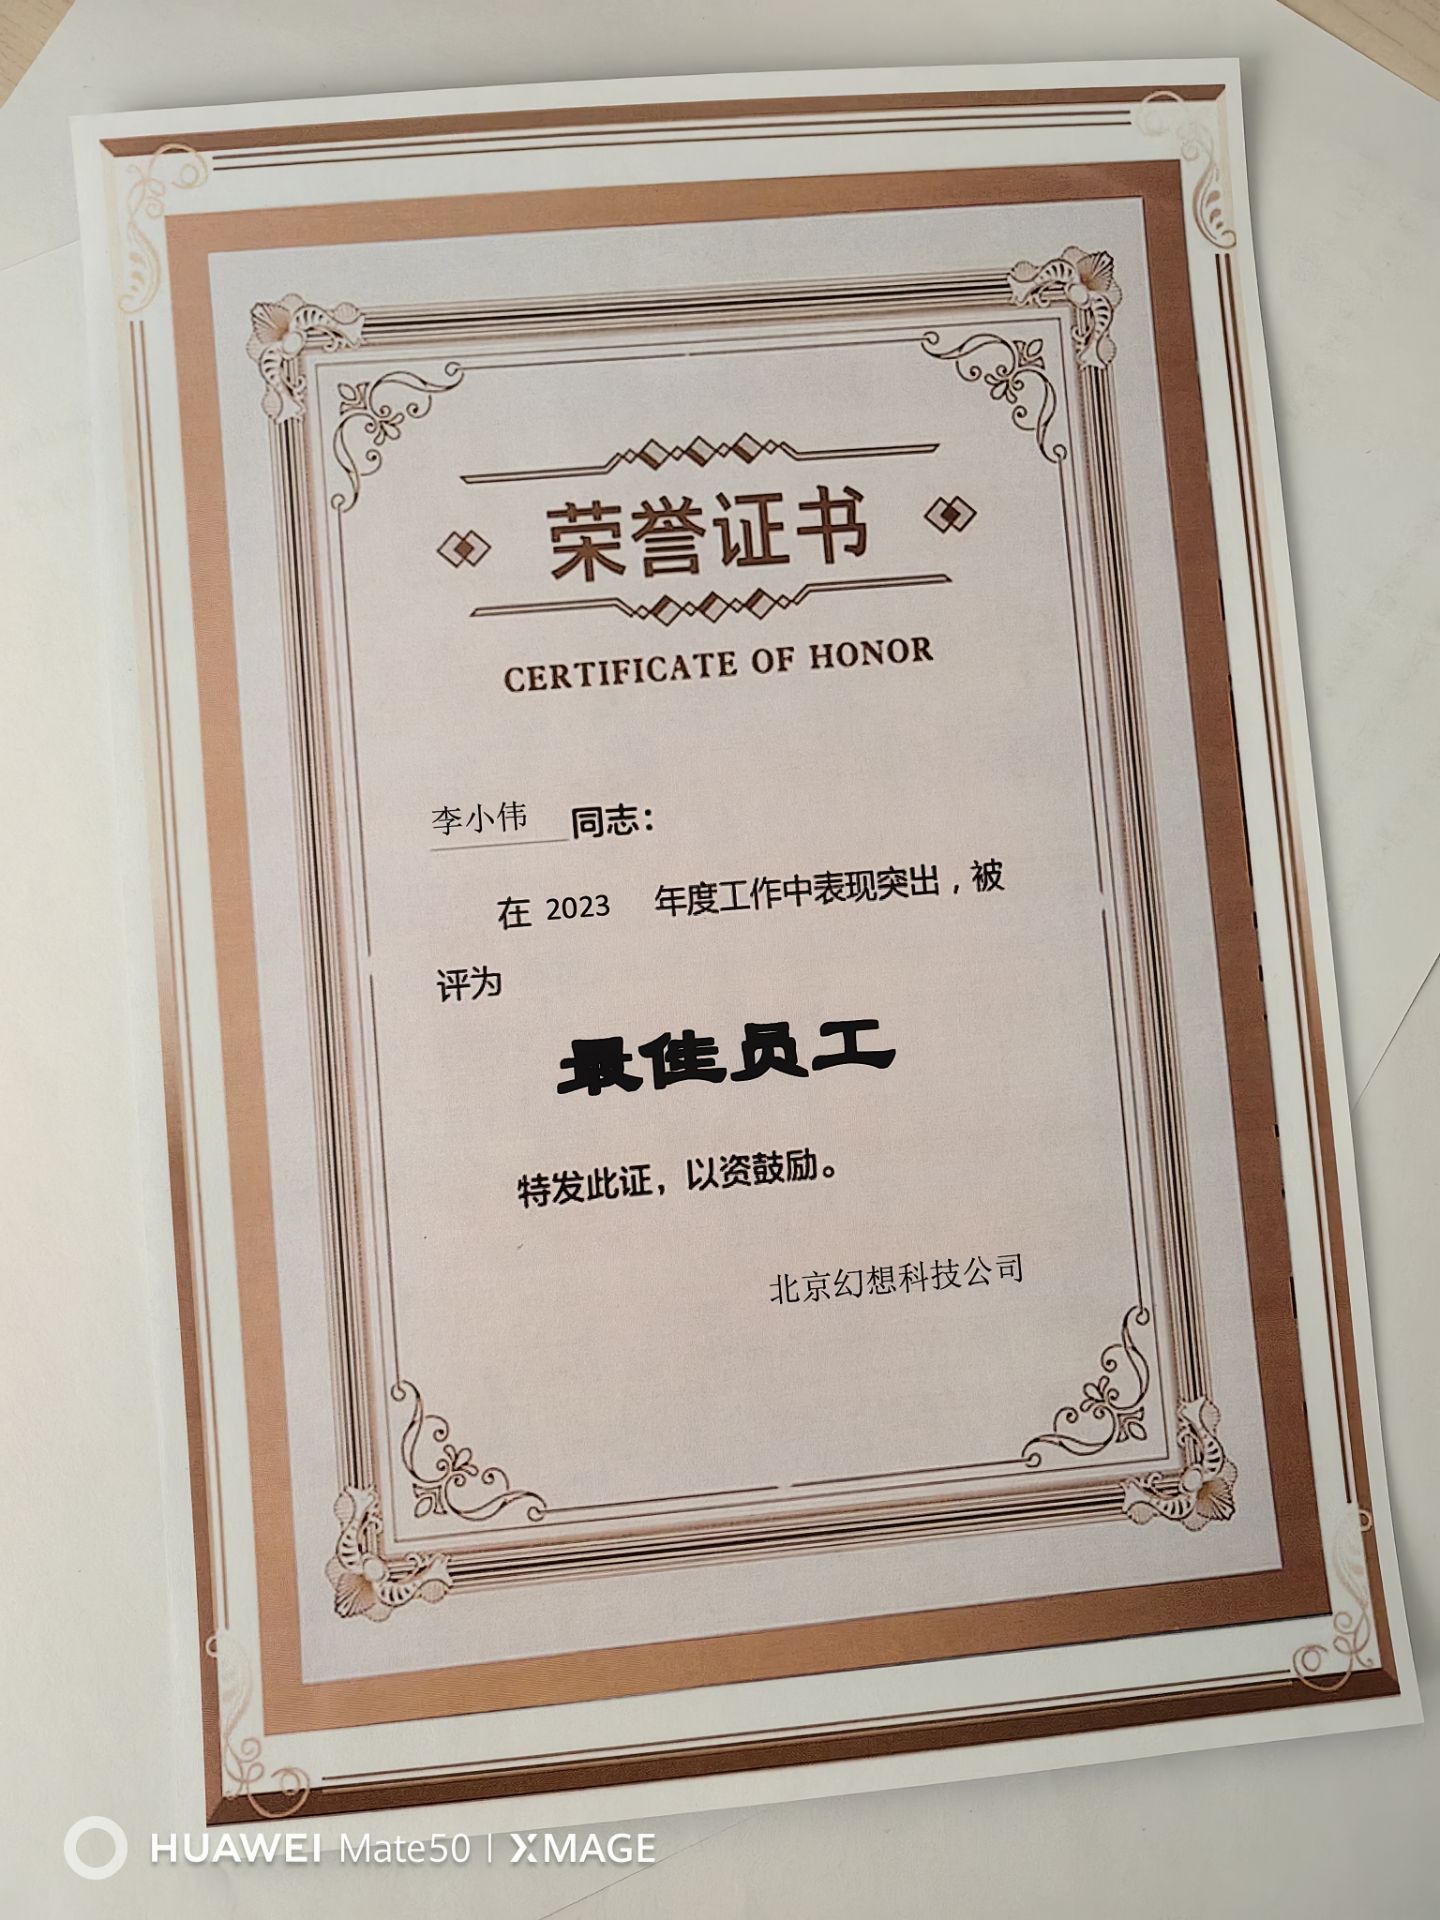 荣誉证书
CERTIFICATE OF HONOR
李小伟 同志：
在 2023 年度工作中表现突出，被
评为
最佳员工
特发此证，以资鼓励。
北京幻想科技公司
HUAWEI Mate50 | XMAGE